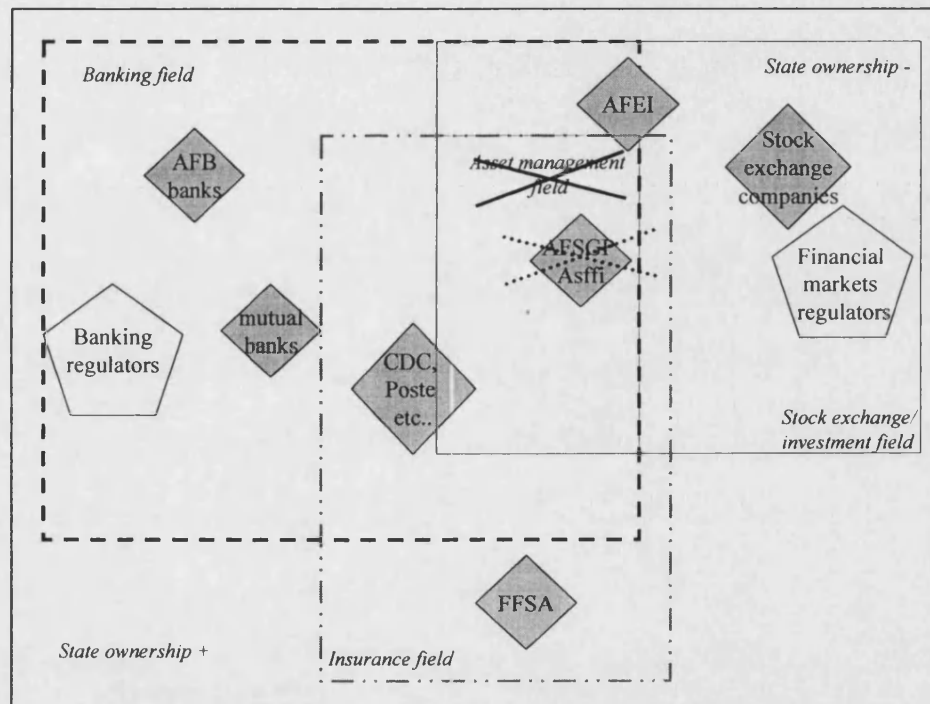 Banking field
State ownership -
AFEI
AFB
banks
Asset management
field
Stock
exchange
companies
AFSGI
Asffi
Financial
markets
regulators
Banking
regulators
mutual
banks
CDC,
Poste
etc..
Stock exchange/
investment field
FFSA
State ownership +
Insurance field